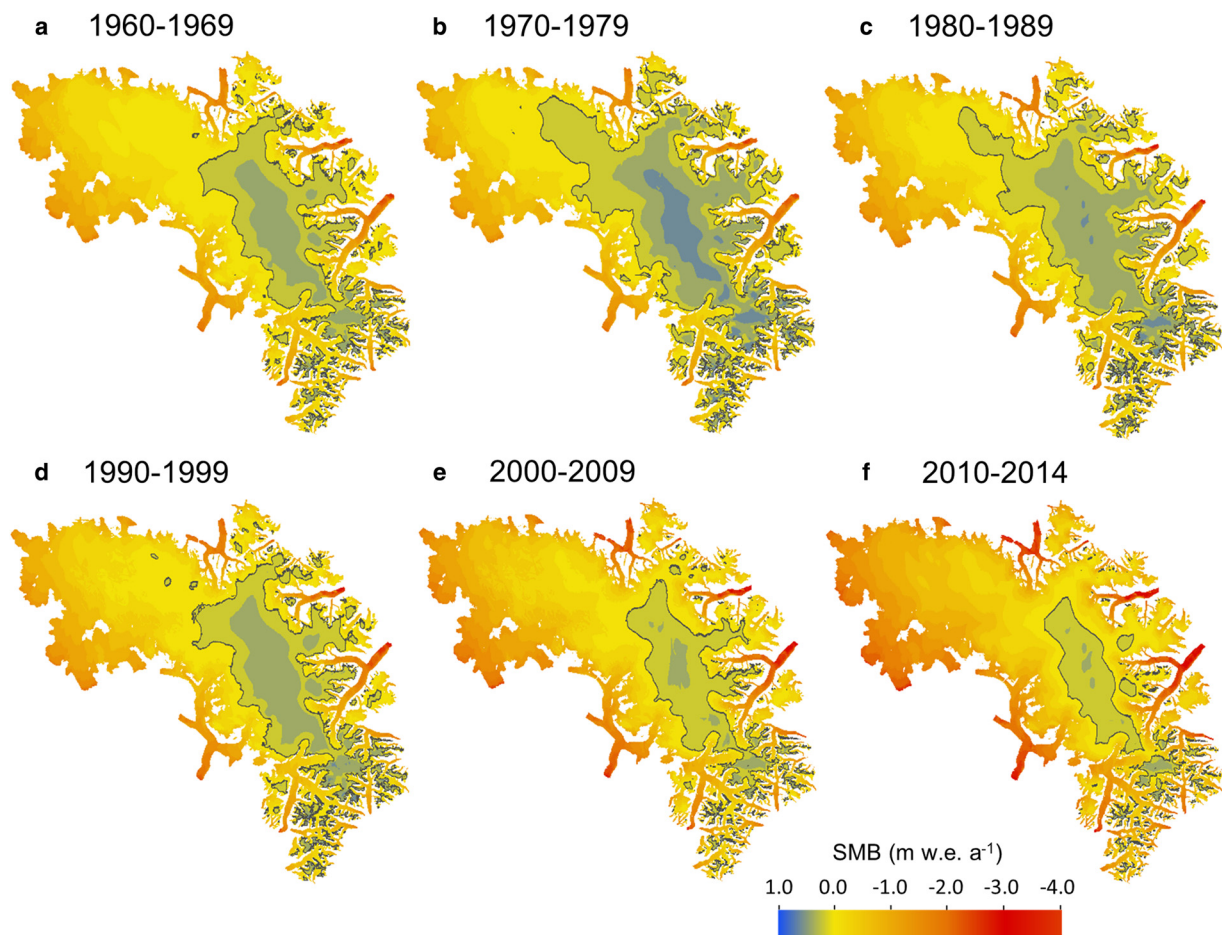 a 1960-1969
b 1970-1979
c 1980-1989
d 1990-1999
e 2000-2009
f 2010-2014
SMB (m w.e. a⁻¹)
1.0 0.0 -1.0 -2.0 -3.0 -4.0